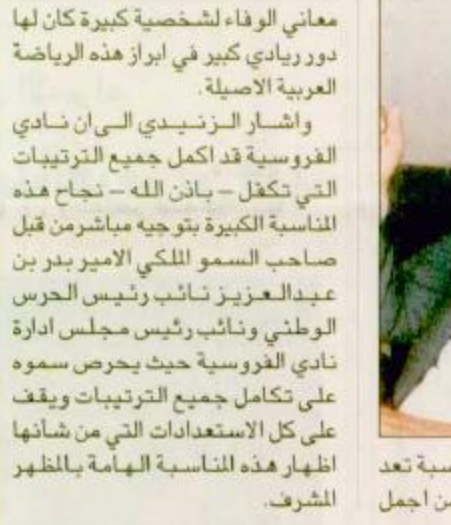 معاني الوفاء لشخصية كبيرة كان لها
دور ريادي كبير في ابراز هذه الرياضة
العربية الاصيلة.
واشار الزنيدي الى ان نادي
الفروسية قد اكمل جميع الترتيبات
التي تكفل – باذن الله – نجاح هذه
المناسبة الكبيرة بتوجيه مباشر من قبل
صاحب السمو الملكي الامير بدر بن
عبدالعزيز نائب رئيس الحرس
الوطني ونائب رئيس مجلس ادارة
نادي الفروسية حيث يحرص سموه
على تكامل جميع الترتيبات ويقف
على كل الاستعدادات التي من شأنها
اظهار هذه المناسبة الهامة بالمظهر
المشرف.
سبة تعد
من اجمل